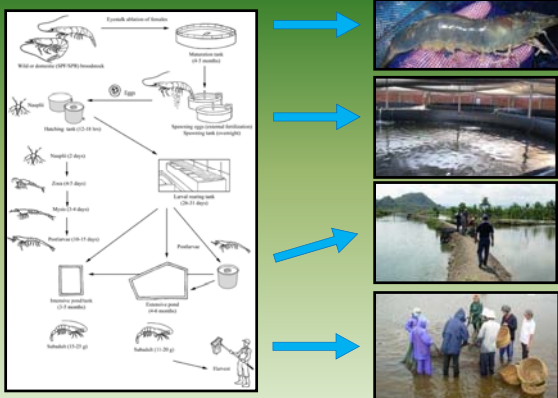 Eyestalk ablation of females
Wild or domestic (SPF/SPR) broodstock
Maturation tank
(4-5 months)
Eggs
Nauplii
Hatching tank (12-18 hrs)
Spawning eggs (external fertilization)
Spawning tank (overnight)
Nauplii (2 days)
Zoea (4-5 days)
Mysis (3-4 days)
Postlarvae (10-15 days)
Larval rearing tank
(20-31 days)
Postlarvae
Intensive pond/tank
(3-5 months)
Extensive pond
(4-6 months)
Subadult (15-25 g)
Subadult (11-20 g)
Harvest